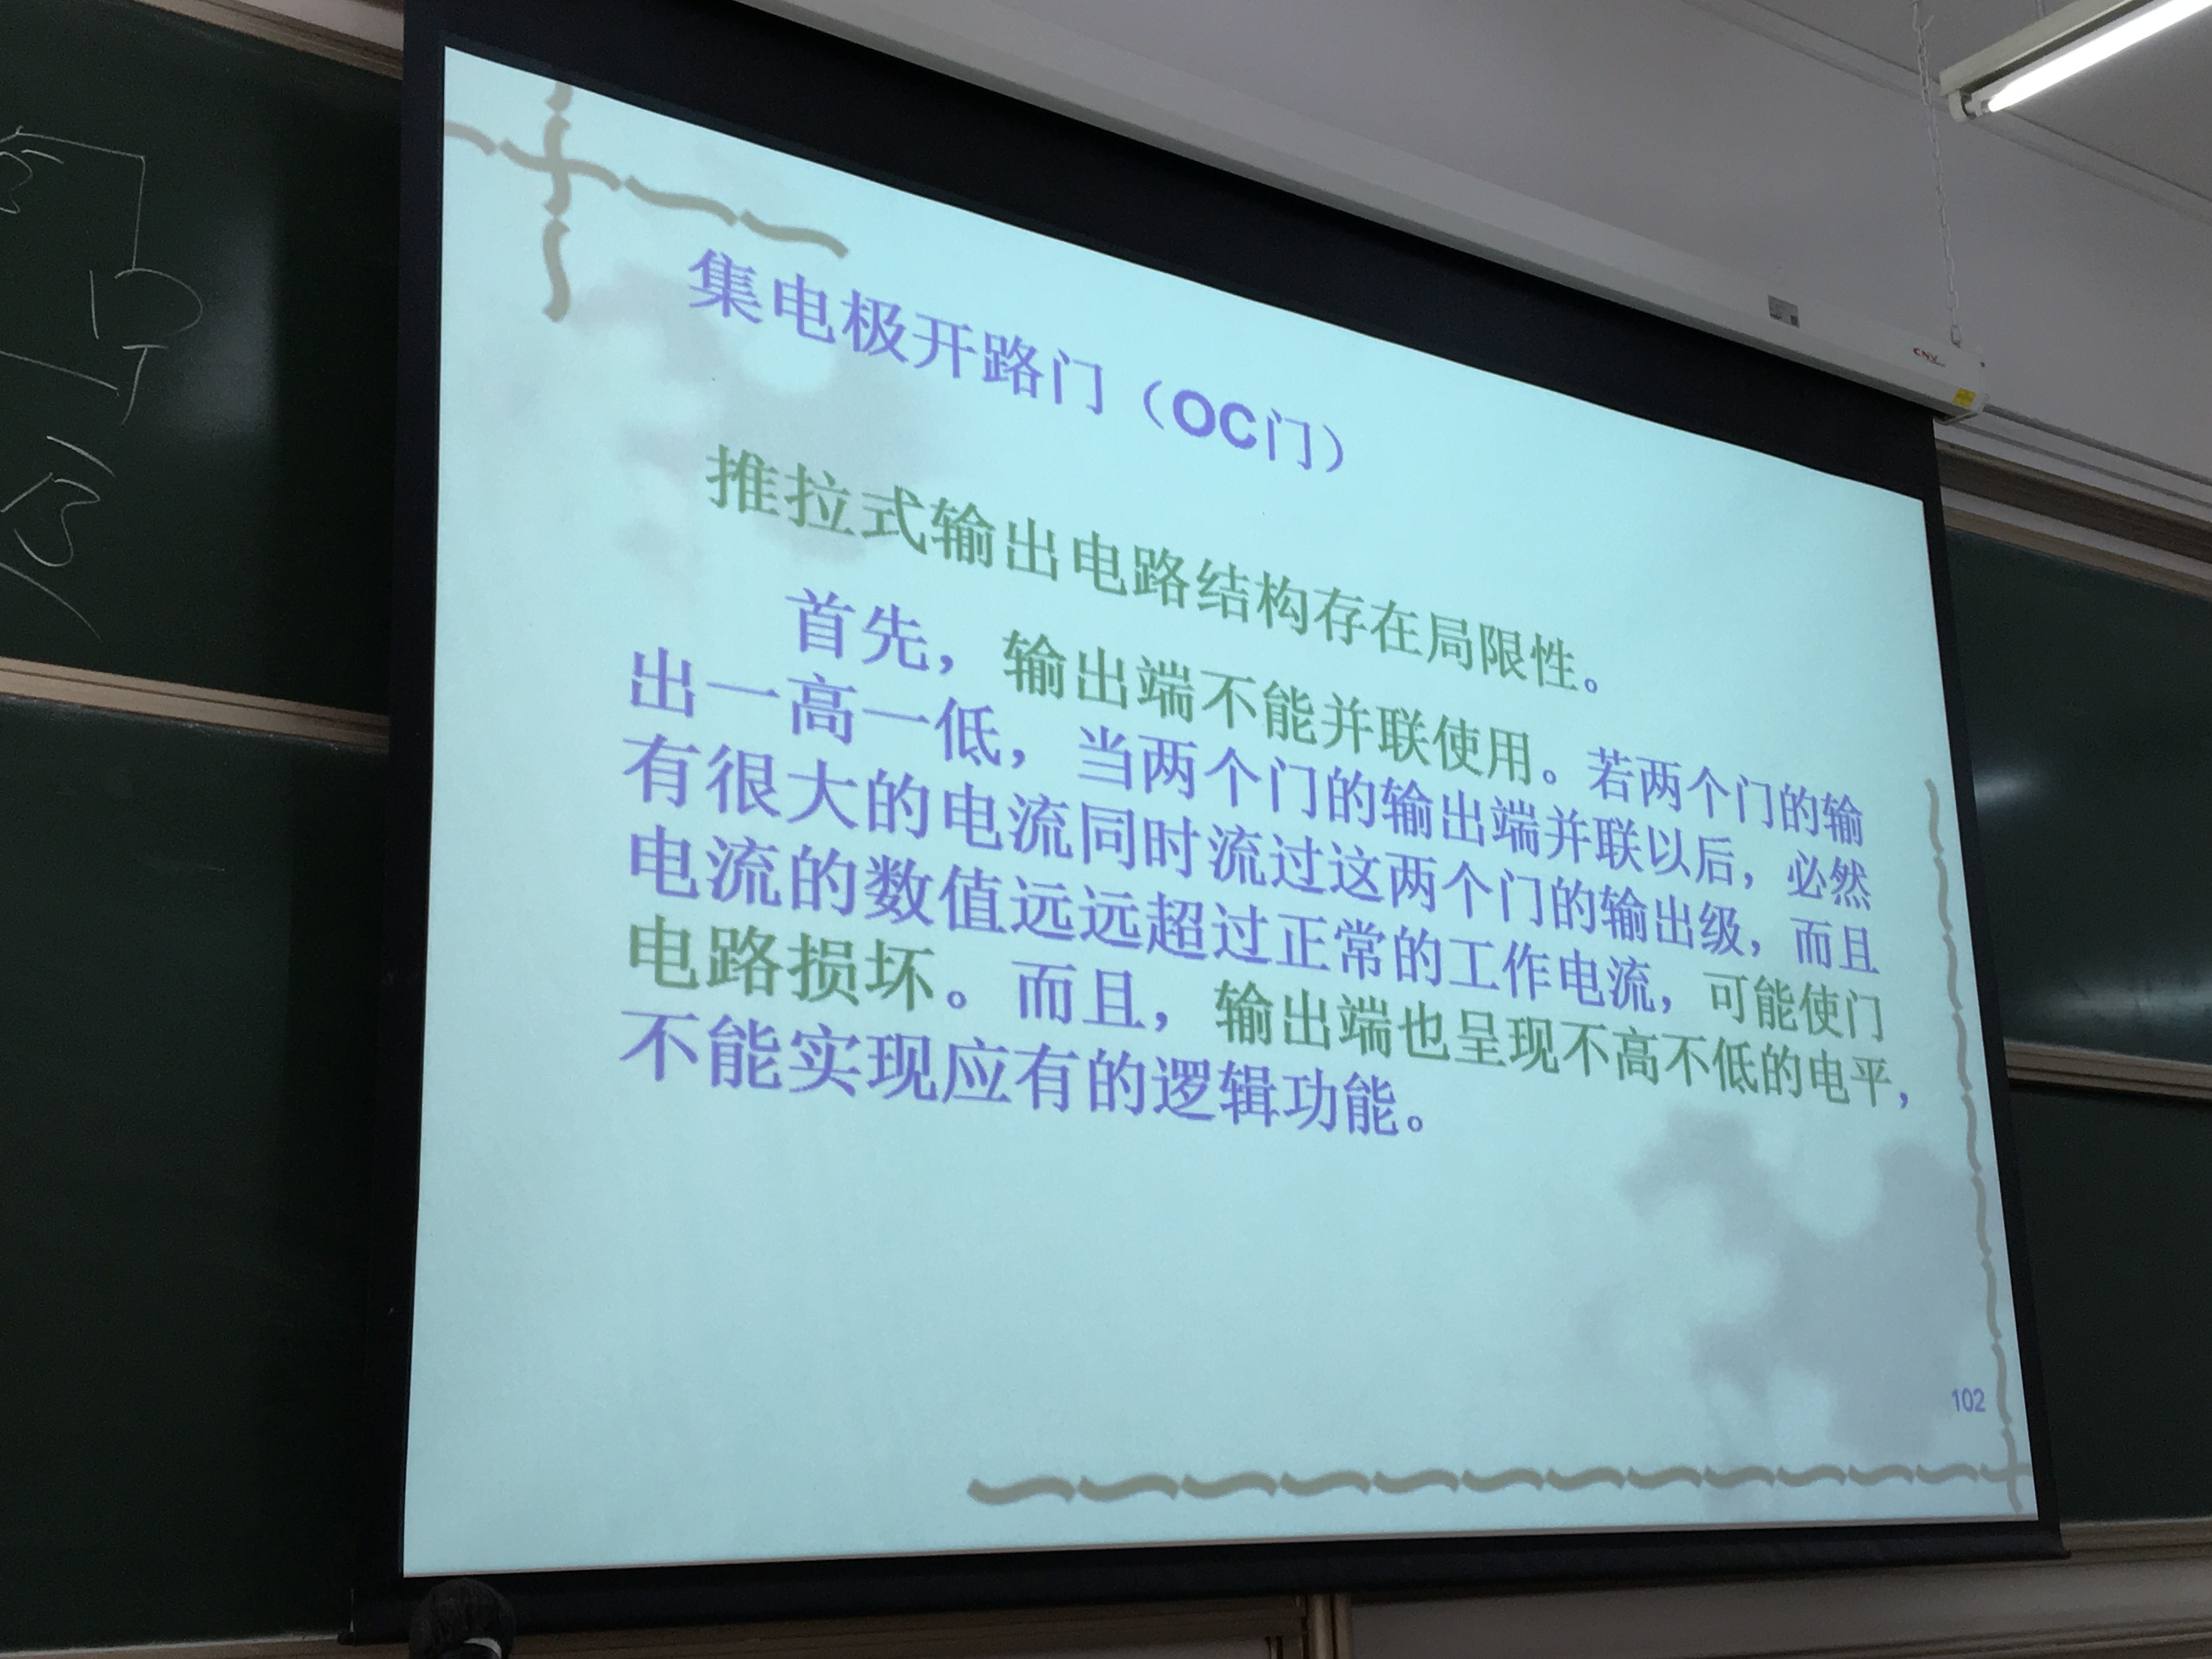 集电极开路门（OC门）
推拉式输出电路结构存在局限性。
首先，输出端不能并联使用。若两个门的输
出一高一低，当两个门的输出端并联以后，必然
有很大的电流同时流过这两个门的输出级，而且
电流的数值远远超过正常的工作电流，可能使门
电路损坏。而且，输出端也呈现不高不低的电平，
不能实现应有的逻辑功能。
102
CNV